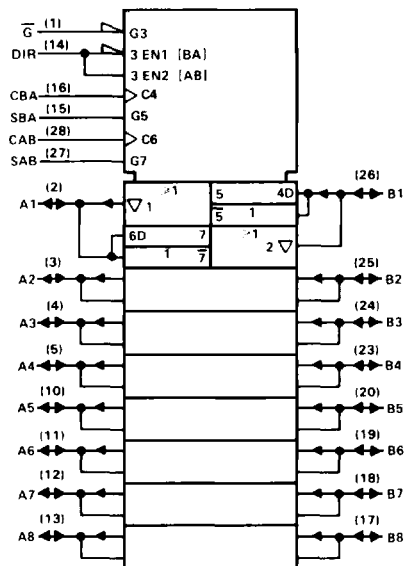 G̅ (1) G3
DIR (14) 3 EN1 [BA]
3 EN2 [AB]
CBA (16) C4
SBA (15) G5
CAB (28) C6
SAB (27) G7
A1 (2) ≥1 ▽ 1 5 4D (26) B1
5̅ 1
6D 7 ≥1
1 7̅ 2 ▽
A2 (3) (25) B2
A3 (4) (24) B3
A4 (5) (23) B4
A5 (10) (20) B5
A6 (11) (19) B6
A7 (12) (18) B7
A8 (13) (17) B8